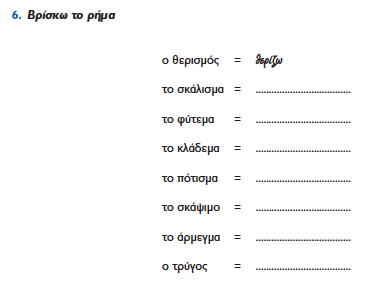 6. Βρίσκω το ρήμα
ο θερισμός = θερίζω
το σκάλισμα = ....................................
το φύτεμα = ....................................
το κλάδεμα = ....................................
το πότισμα = ....................................
το σκάψιμο = ....................................
το άρμεγμα = ....................................
ο τρύγος = ....................................